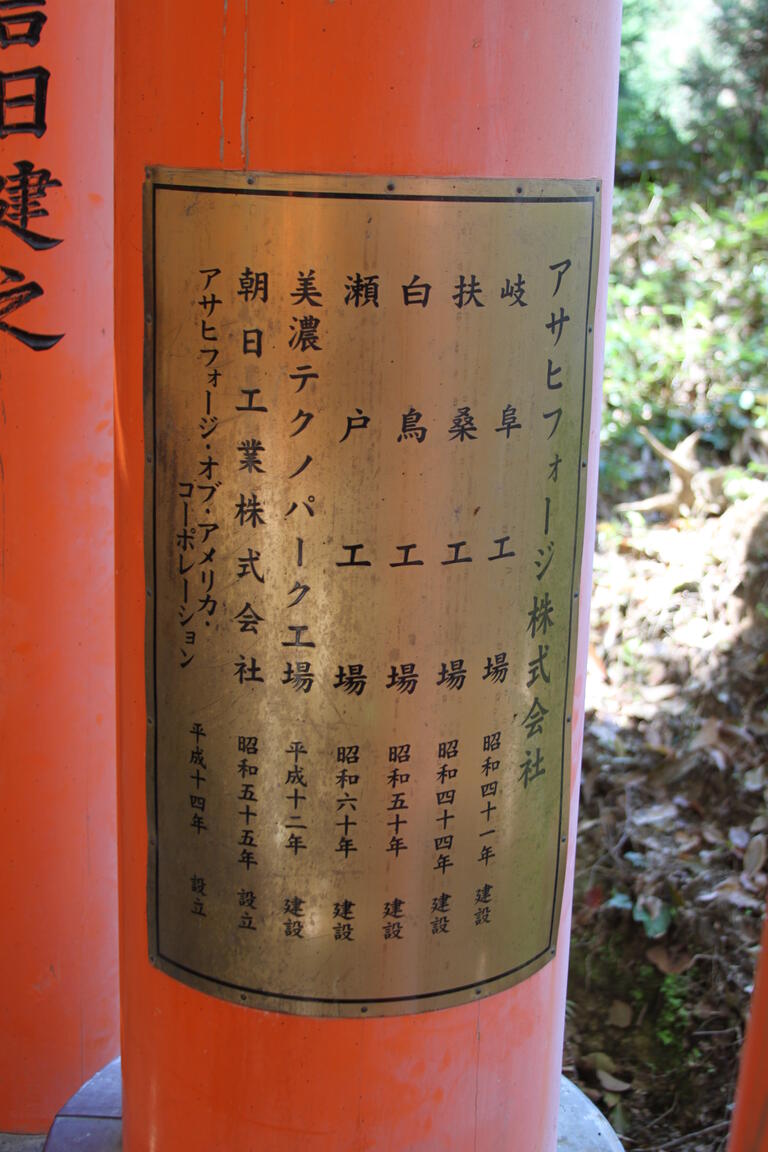 アサヒフォージ株式会社
岐阜工場 昭和四十一年 建設
扶桑工場 昭和四十四年 建設
白鳥工場 昭和五十年 建設
瀬戸工場 昭和六十年 建設
美濃テクノパーク工場 平成十二年 建設
朝日工業株式会社 昭和五十五年 設立
アサヒフォージ・オブ・アメリカ・
コーポレーション 平成十四年 設立
日建之